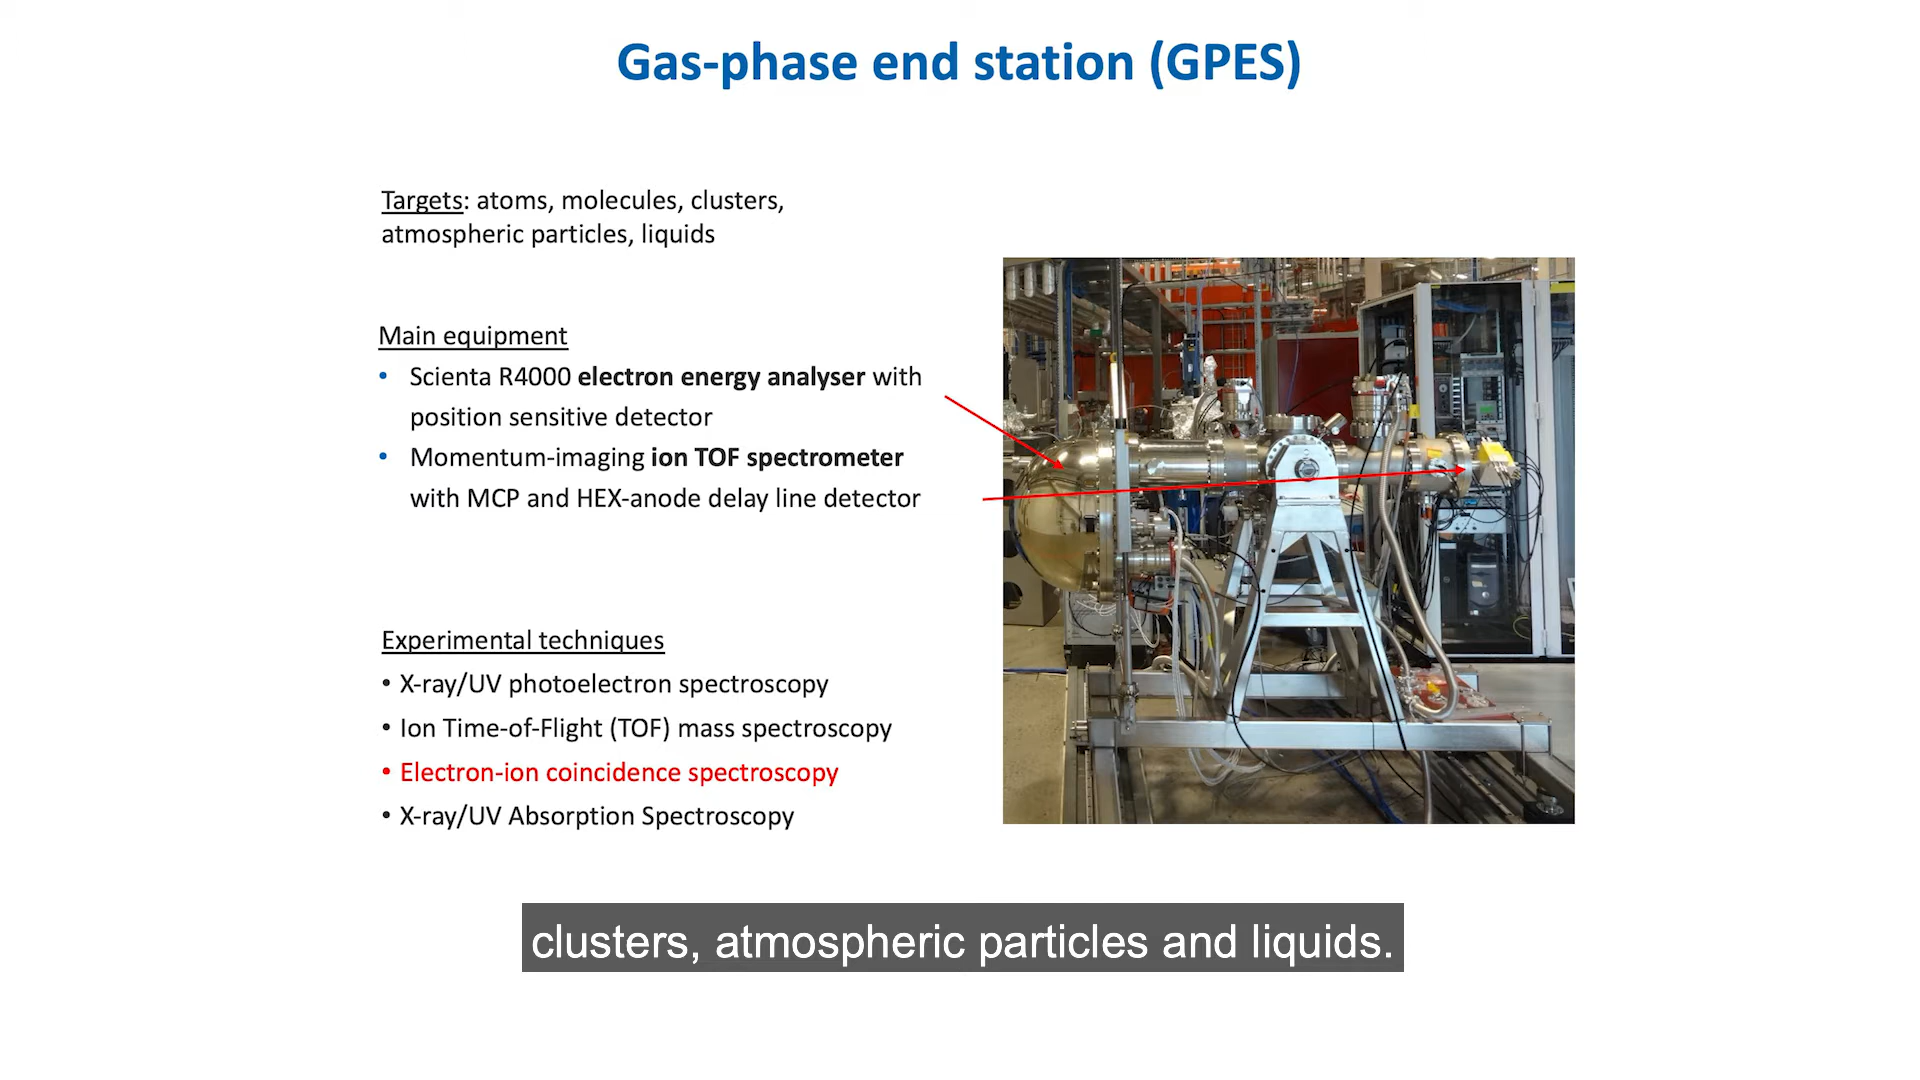 Gas-phase end station (GPES)
Targets: atoms, molecules, clusters,
atmospheric particles, liquids
Main equipment
• Scienta R4000 electron energy analyser with
position sensitive detector
• Momentum-imaging ion TOF spectrometer
with MCP and HEX-anode delay line detector
Experimental techniques
• X-ray/UV photoelectron spectroscopy
• Ion Time-of-Flight (TOF) mass spectroscopy
• Electron-ion coincidence spectroscopy
• X-ray/UV Absorption Spectroscopy
clusters, atmospheric particles and liquids.